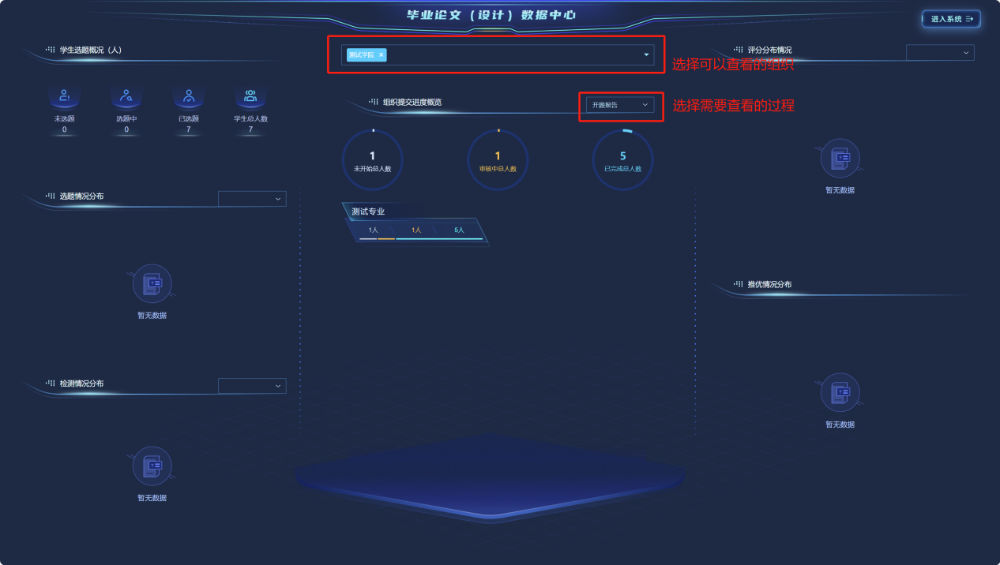 毕业论文（设计）数据中心
进入系统
学生选题概况（人）
未选题
0
选题中
0
已选题
7
学生总人数
7
选题情况分布
暂无数据
检测情况分布
暂无数据
测试学院 ×
选择可以查看的组织
组织提交进度概览
开题报告
选择需要查看的过程
1
未开始总人数
1
审核中总人数
5
已完成总人数
测试专业
1人
1人
5人
评分分布情况
暂无数据
推优情况分布
暂无数据